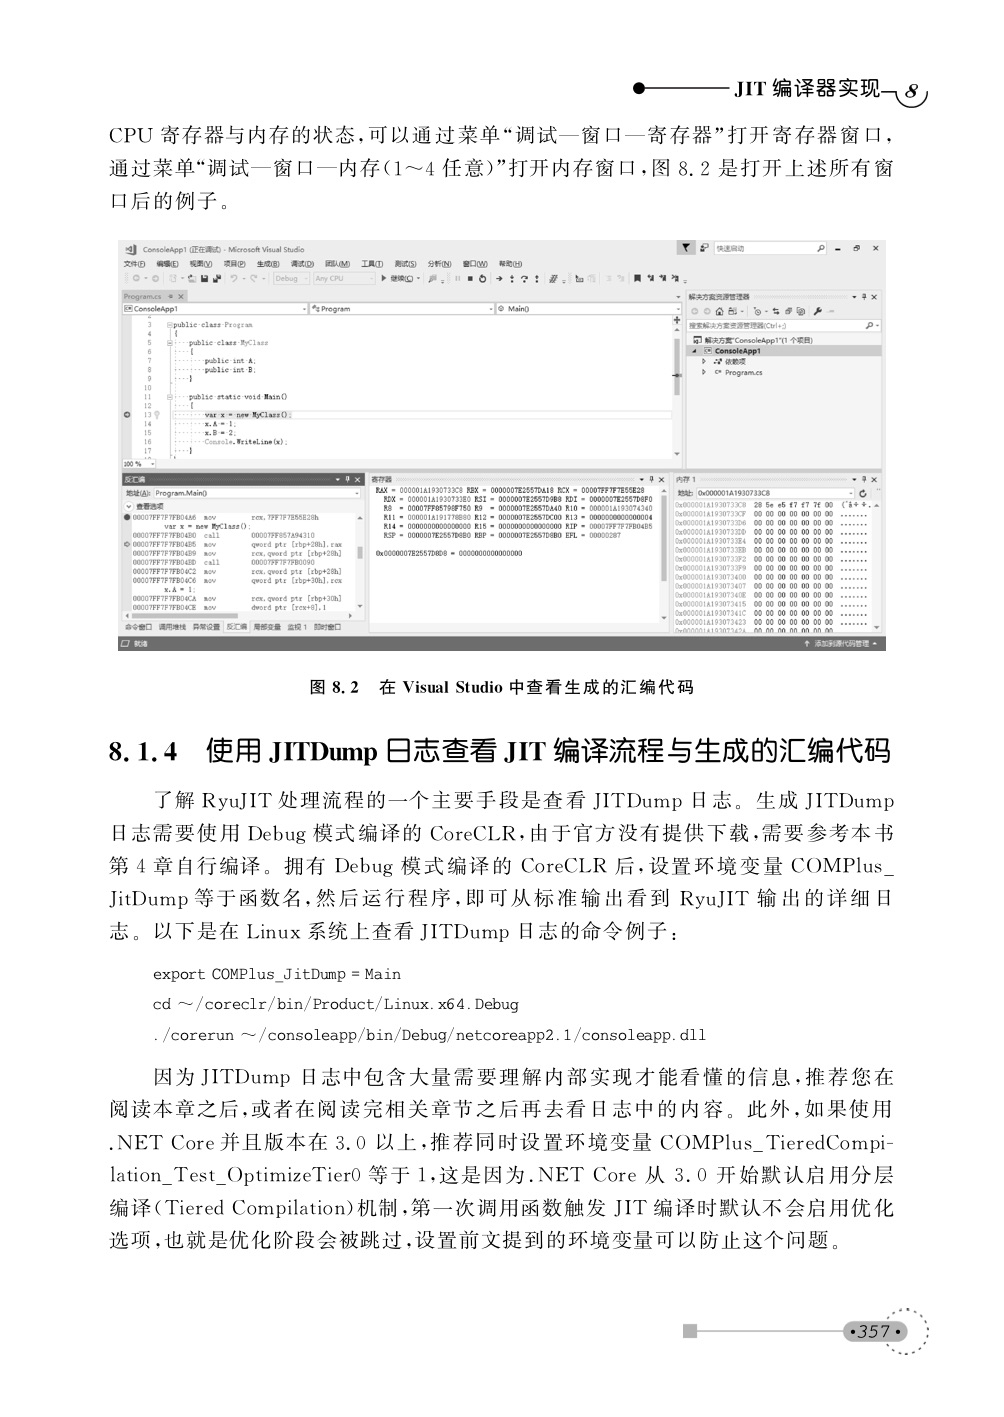 JIT 编译器实现 8
CPU 寄存器与内存的状态,可以通过菜单“调试—窗口—寄存器”打开寄存器窗口,
通过菜单“调试—窗口—内存(1～4 任意)”打开内存窗口,图 8.2 是打开上述所有窗
口后的例子。
ConsoleApp1 (正在调试) - Microsoft Visual Studio
快速启动
文件(F) 编辑(E) 视图(V) 项目(P) 生成(B) 调试(D) 团队(M) 工具(T) 测试(S) 分析(N) 窗口(W) 帮助(H)
Debug Any CPU 继续(C)
Program.cs
解决方案资源管理器
ConsoleApp1 Program Main()
搜索解决方案资源管理器(Ctrl+;)
解决方案"ConsoleApp1"(1 个项目)
ConsoleApp1
依赖项
Program.cs
3 public class Program
4 {
5 public class MyClass
6 {
7 public int A;
8 public int B;
9 }
10
11 public static void Main()
12 {
13 var x = new MyClass();
14 x.A = 1;
15 x.B = 2;
16 Console.WriteLine(x);
17 }
100 %
反汇编
地址(A): Program.Main()
查看选项
00007FF7F7FB04A6 mov rcx,7FF7F7E55E28h
var x = new MyClass();
00007FF7F7FB04B0 call 00007FF857A94310
00007FF7F7FB04B5 mov qword ptr [rbp+28h],rax
00007FF7F7FB04B9 mov rcx,qword ptr [rbp+28h]
00007FF7F7FB04BD call 00007FF7F7FB0090
00007FF7F7FB04C2 mov rcx,qword ptr [rbp+28h]
00007FF7F7FB04C6 mov qword ptr [rbp+30h],rcx
x.A = 1;
00007FF7F7FB04CA mov rcx,qword ptr [rbp+30h]
00007FF7F7FB04CE mov dword ptr [rcx+8],1
命令窗口 调用堆栈 异常设置 反汇编 局部变量 监视 1 即时窗口
寄存器
RAX = 000001A1930733C8 RBX = 0000007E2557DA18 RCX = 00007FF7F7E55E28
RDX = 000001A1930733E0 RSI = 0000007E2557D9B8 RDI = 0000007E2557D8F0
R8 = 00007FF85798F750 R9 = 0000007E2557DA40 R10 = 000001A193074340
R11 = 000001A191778E80 R12 = 0000007E2557DC00 R13 = 0000000000000004
R14 = 0000000000000000 R15 = 0000000000000000 RIP = 00007FF7F7FB04B5
RSP = 0000007E2557D8B0 RBP = 0000007E2557D8B0 EFL = 00000287
0x0000007E2557D8D8 = 0000000000000000
内存 1
地址: 0x000001A1930733C8
0x000001A1930733C8 28 5e e5 f7 f7 7f 00
0x000001A1930733CF 00 00 00 00 00 00 00 .......
0x000001A1930733D6 00 00 00 00 00 00 00 .......
0x000001A1930733DD 00 00 00 00 00 00 00 .......
0x000001A1930733E4 00 00 00 00 00 00 00 .......
0x000001A1930733EB 00 00 00 00 00 00 00 .......
0x000001A1930733F2 00 00 00 00 00 00 00 .......
0x000001A1930733F9 00 00 00 00 00 00 00 .......
0x000001A193073400 00 00 00 00 00 00 00 .......
0x000001A193073407 00 00 00 00 00 00 00 .......
0x000001A19307340E 00 00 00 00 00 00 00 .......
0x000001A193073415 00 00 00 00 00 00 00 .......
0x000001A19307341C 00 00 00 00 00 00 00 .......
0x000001A193073423 00 00 00 00 00 00 00 .......
0x000001A19307342A 00 00 00 00 00 00 00 .......
就绪
添加到源代码管理
图 8.2 在 Visual Studio 中查看生成的汇编代码
8.1.4 使用 JITDump 日志查看 JIT 编译流程与生成的汇编代码
了解 RyuJIT 处理流程的一个主要手段是查看 JITDump 日志。生成 JITDump
日志需要使用 Debug 模式编译的 CoreCLR,由于官方没有提供下载,需要参考本书
第 4 章自行编译。拥有 Debug 模式编译的 CoreCLR 后,设置环境变量 COMPlus_
JitDump 等于函数名,然后运行程序,即可从标准输出看到 RyuJIT 输出的详细日
志。以下是在 Linux 系统上查看 JITDump 日志的命令例子:
export COMPlus_JitDump = Main
cd ～/coreclr/bin/Product/Linux.x64.Debug
./corerun ～/consoleapp/bin/Debug/netcoreapp2.1/consoleapp.dll
因为 JITDump 日志中包含大量需要理解内部实现才能看懂的信息,推荐您在
阅读本章之后,或者在阅读完相关章节之后再去看日志中的内容。此外,如果使用
.NET Core 并且版本在 3.0 以上,推荐同时设置环境变量 COMPlus_TieredCompi-
lation_Test_OptimizeTier0 等于 1,这是因为.NET Core 从 3.0 开始默认启用分层
编译(Tiered Compilation)机制,第一次调用函数触发 JIT 编译时默认不会启用优化
选项,也就是优化阶段会被跳过,设置前文提到的环境变量可以防止这个问题。
·357·